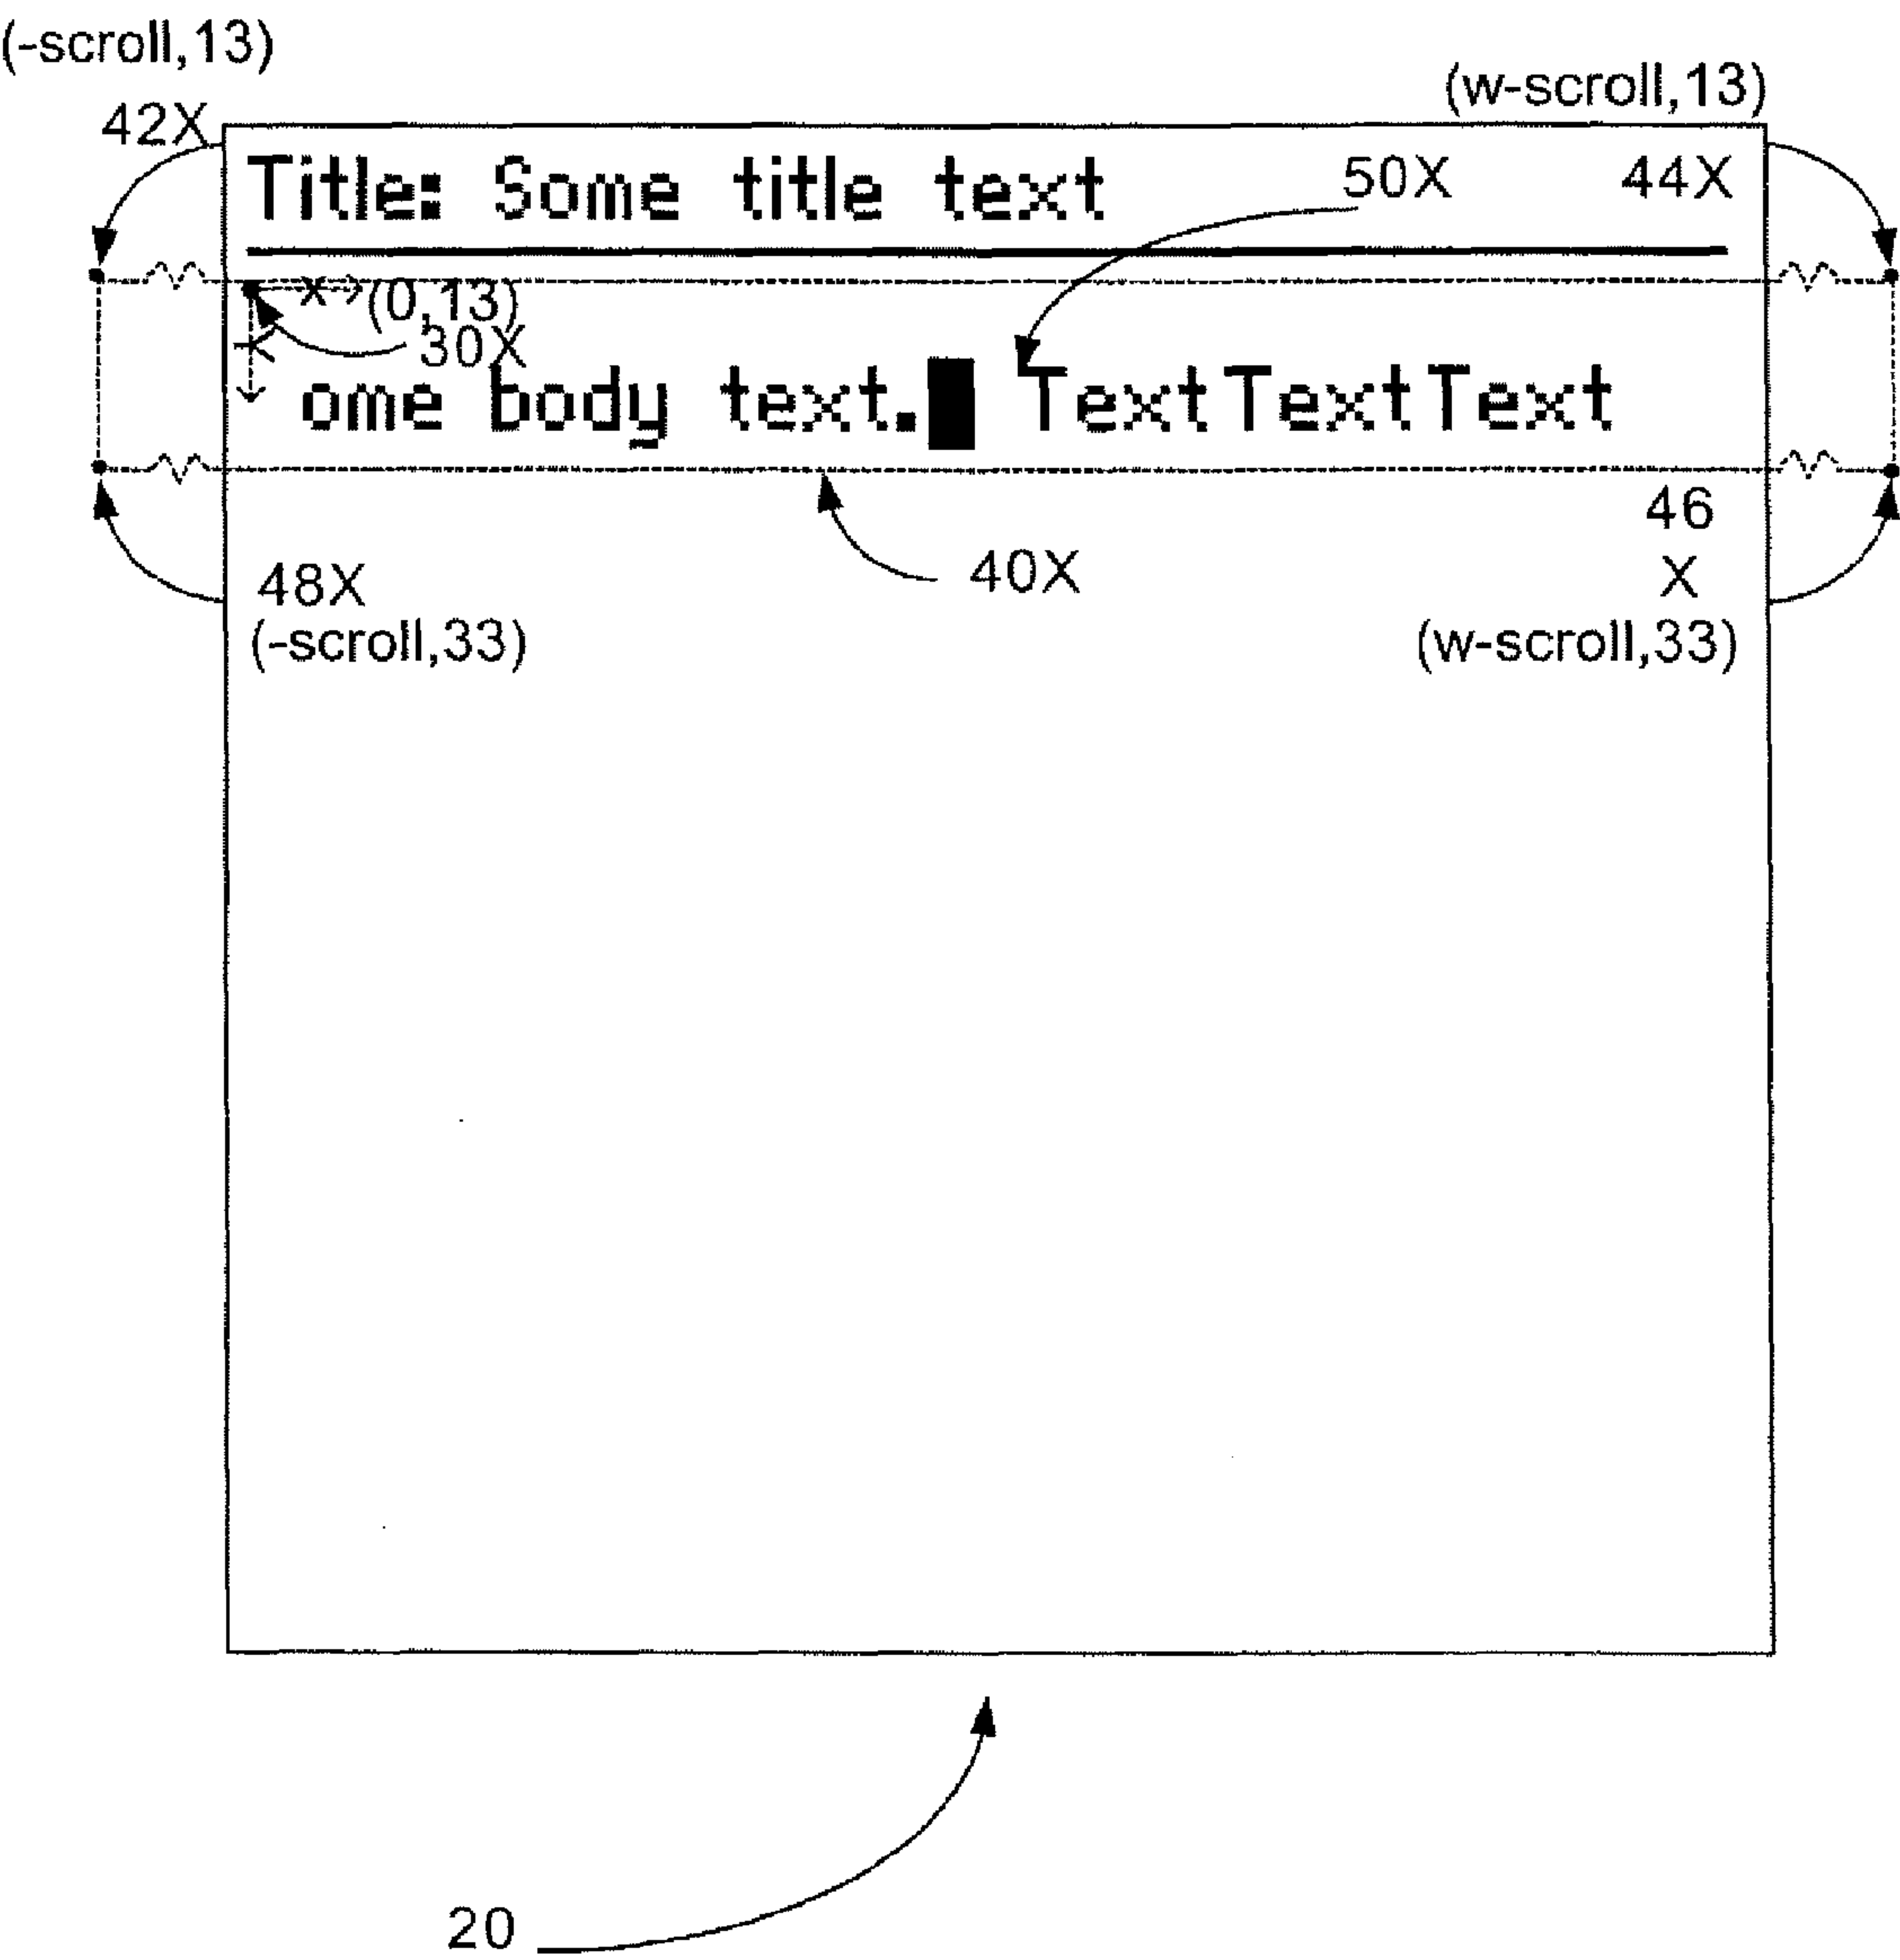 (-scroll,13)
(w-scroll,13)
42X
Title: Some title text
50X
44X
x
(0,13)
Y
30X
ome body text. TextTextText
46
X
48X
40X
(-scroll,33)
(w-scroll,33)
20